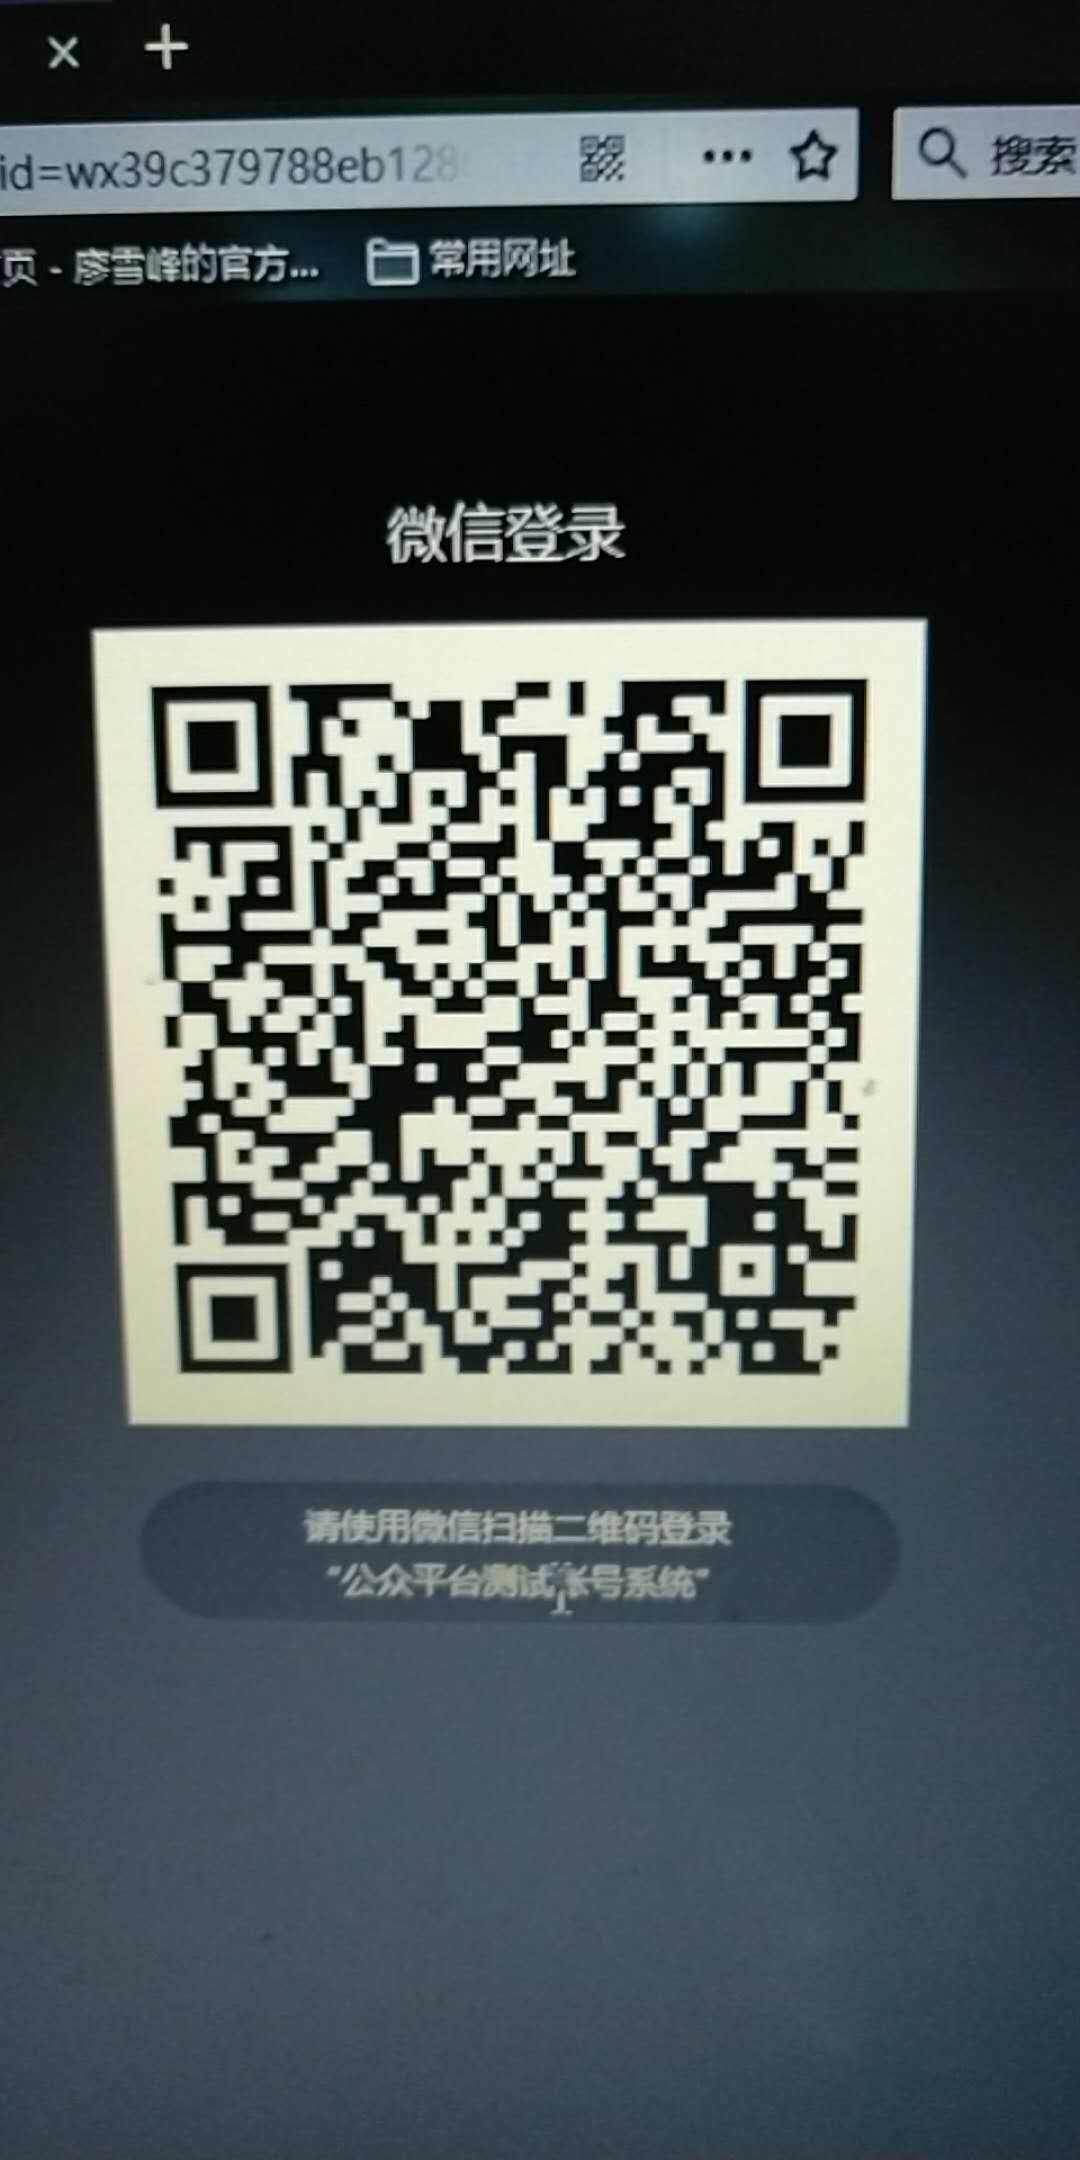 id=wx39c379788eb128
搜索
页 - 廖雪峰的官方...
常用网址
微信登录
请使用微信扫描二维码登录
“公众平台测试帐号系统”